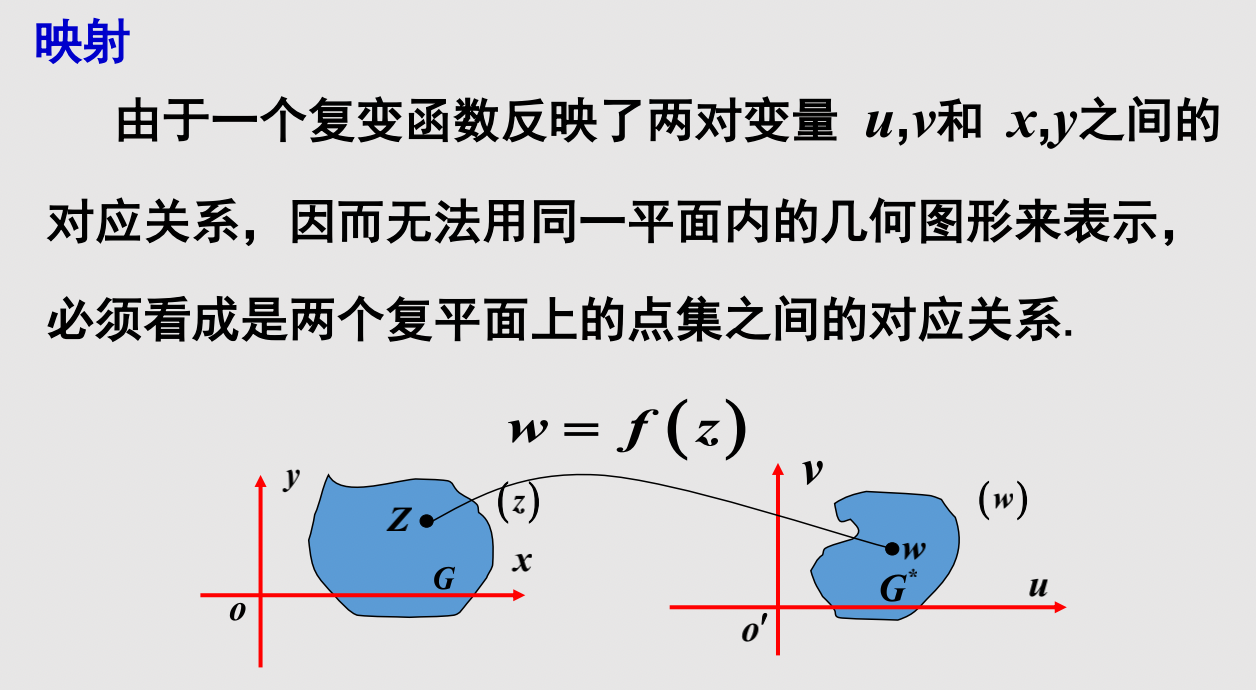 映射
由于一个复变函数反映了两对变量 u,v和 x,y之间的
对应关系，因而无法用同一平面内的几何图形来表示，
必须看成是两个复平面上的点集之间的对应关系.
w = f(z)
y
Z
(z)
x
G
o
v
(w)
w
G*
u
o′